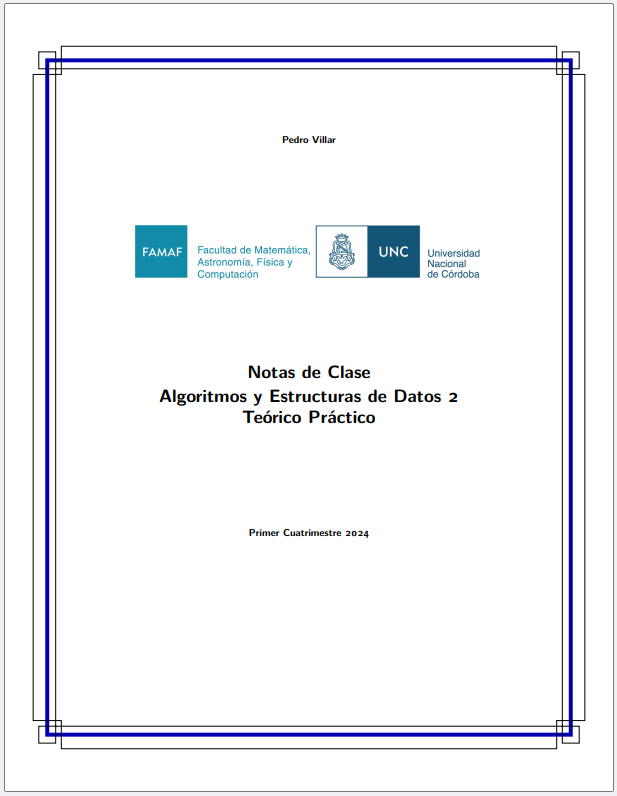 Pedro Villar
FAMAF
Facultad de Matemática,
Astronomía, Física y
Computación
UNC
Universidad
Nacional
de Córdoba
Notas de Clase
Algoritmos y Estructuras de Datos 2
Teórico Práctico
Primer Cuatrimestre 2024